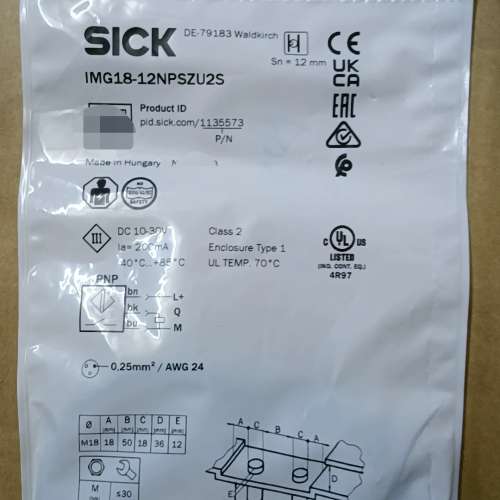 SICK
DE-79183 Waldkirch
Sn = 12 mm
CE
UK
CA
EAC
IMG18-12NPSZU2S
Product ID
pid.sick.com/1135573
P/N
Made in Hungary
III
DC 10-30V
Ia= 200mA
-40°C...+85°C
Class 2
Enclosure Type 1
UL TEMP. 70°C
C UL US
LISTED
(IND. CONT. EQ.)
4R97
PNP
bn L+
bk Q
bu M
0,25mm² / AWG 24
Ø A B C D E
M18 18 50 18 36 12
A C B C A
D
E
M
≤30